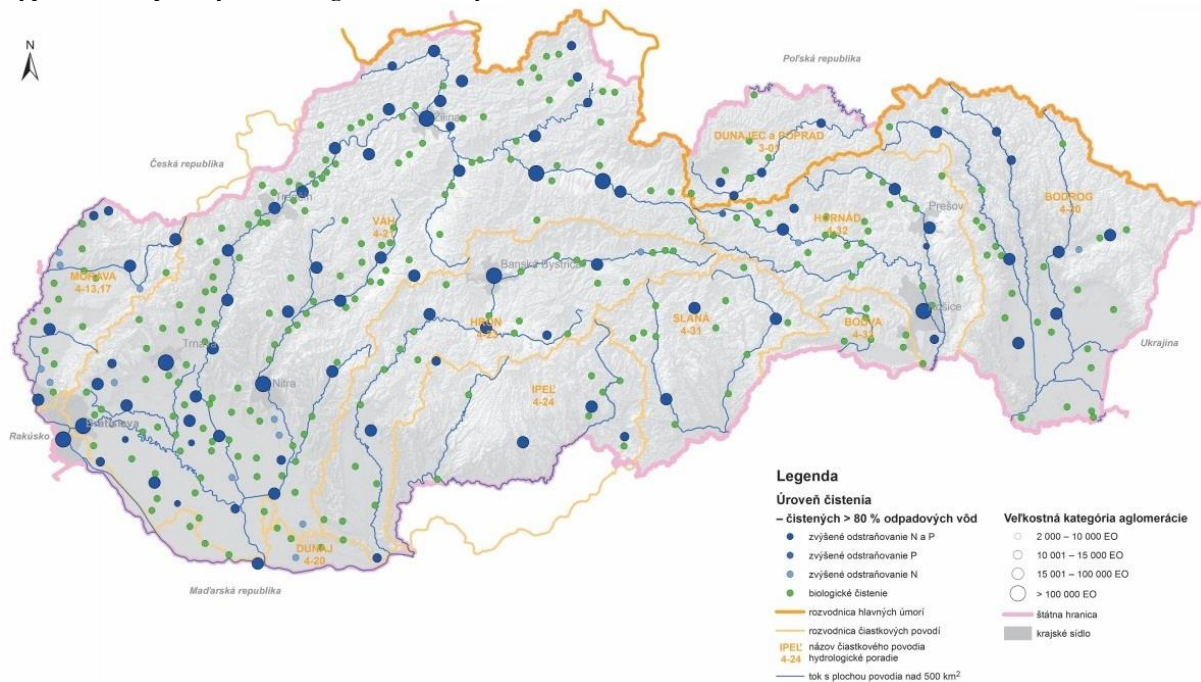 N
Poľská republika
Žilina
DUNAJEC a POPRAD
3-01
Česká republika
BODROG
4-30
Trenčín
VÁH
4-21
HORNÁD
4-32
Prešov
MORAVA
4-13,17
Banská Bystrica
HRON
4-23
SLANÁ
4-31
BODVA
Košice
Ukrajina
Trnava
Nitra
IPEĽ
4-24
Bratislava
Rakúsko
DUNAJ
4-20
Maďarská republika
Legenda
Úroveň čistenia
– čistených > 80 % odpadových vôd
zvýšené odstraňovanie N a P
zvýšené odstraňovanie P
zvýšené odstraňovanie N
biologické čistenie
rozvodnica hlavných úmorí
rozvodnica čiastkových povodí
IPEĽ názov čiastkového povodia
4-24 hydrologické poradie
tok s plochou povodia nad 500 km²
Veľkostná kategória aglomerácie
2 000 – 10 000 EO
10 001 – 15 000 EO
15 001 – 100 000 EO
> 100 000 EO
štátna hranica
krajské sídlo